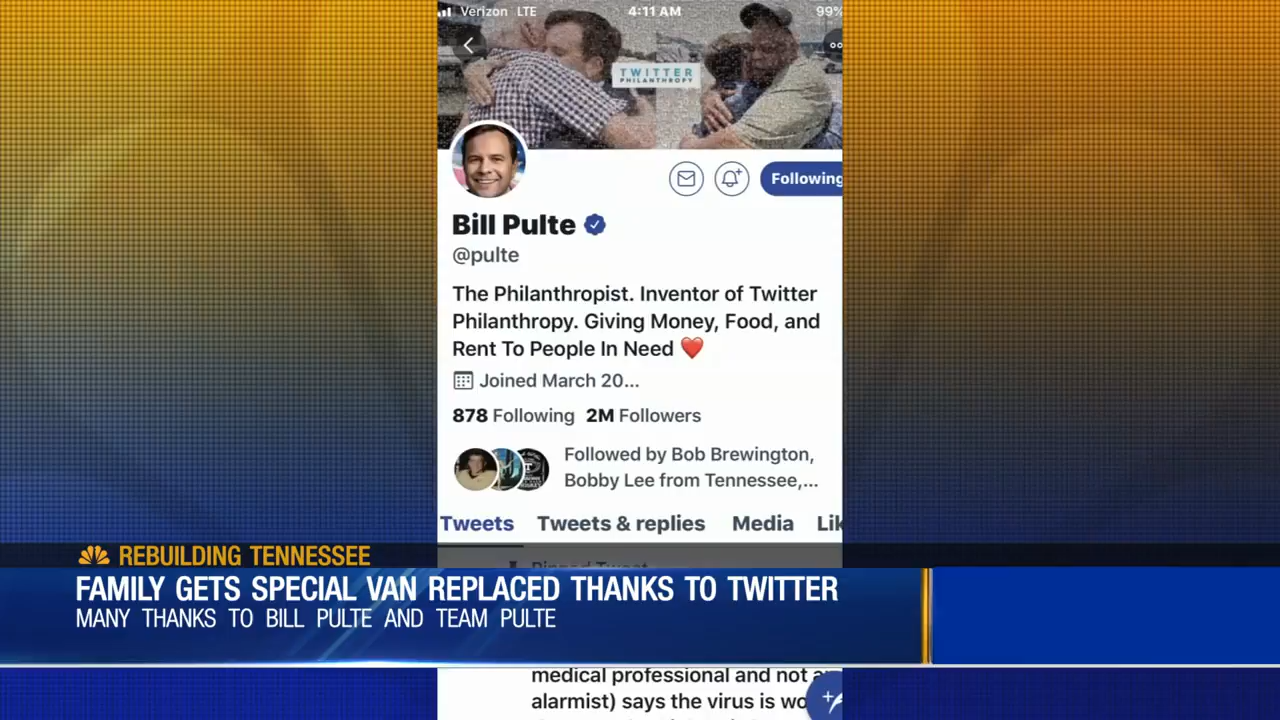 Verizon LTE 4:11 AM 99%
TWITTER
PHILANTHROPY
Following
Bill Pulte
@pulte
The Philanthropist. Inventor of Twitter
Philanthropy. Giving Money, Food, and
Rent To People In Need ❤️
Joined March 20...
878 Following 2M Followers
Followed by Bob Brewington,
Bobby Lee from Tennessee,...
Tweets Tweets & replies Media Lik
Pinned Tweet
REBUILDING TENNESSEE
FAMILY GETS SPECIAL VAN REPLACED THANKS TO TWITTER
MANY THANKS TO BILL PULTE AND TEAM PULTE
medical professional and not
alarmist) says the virus is